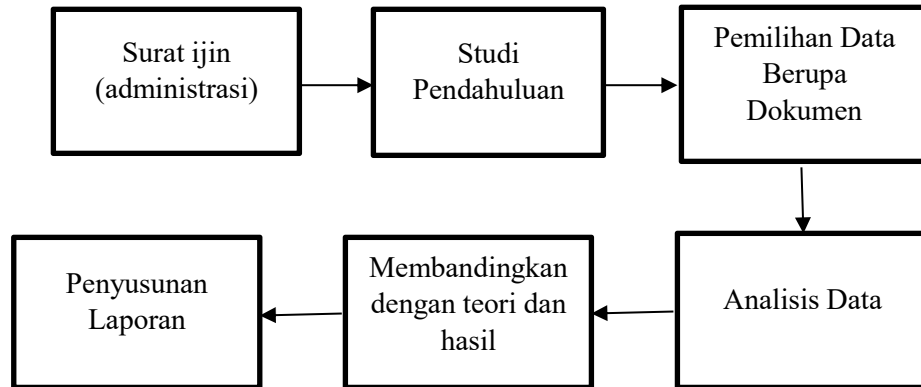 Surat ijin
(administrasi)
Studi
Pendahuluan
Pemilihan Data
Berupa
Dokumen
Analisis Data
Membandingkan
dengan teori dan
hasil
Penyusunan
Laporan